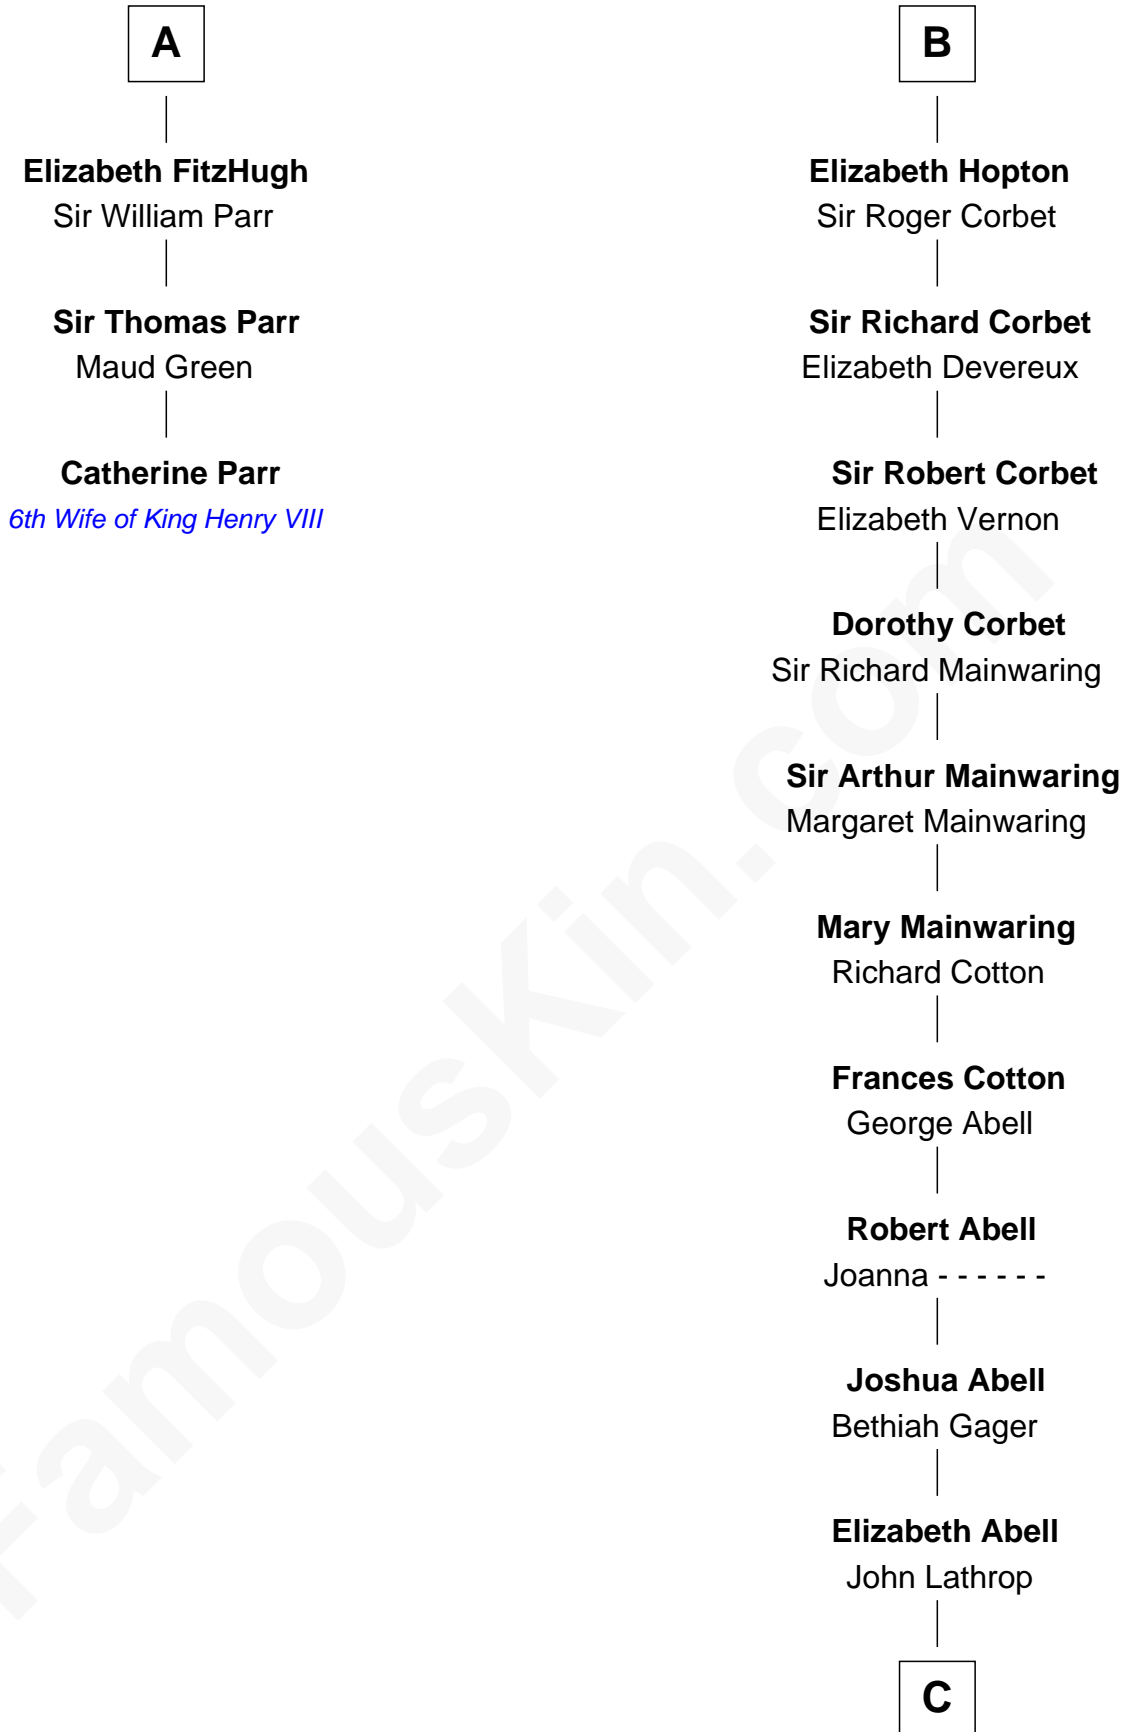 A
Elizabeth FitzHugh
Sir William Parr
Sir Thomas Parr
Maud Green
Catherine Parr
6th Wife of King Henry VIII
B
Elizabeth Hopton
Sir Roger Corbet
Sir Richard Corbet
Elizabeth Devereux
Sir Robert Corbet
Elizabeth Vernon
Dorothy Corbet
Sir Richard Mainwaring
Sir Arthur Mainwaring
Margaret Mainwaring
Mary Mainwaring
Richard Cotton
Frances Cotton
George Abell
Robert Abell
Joanna - - - - - -
Joshua Abell
Bethiah Gager
Elizabeth Abell
John Lathrop
C
FamousKin.com